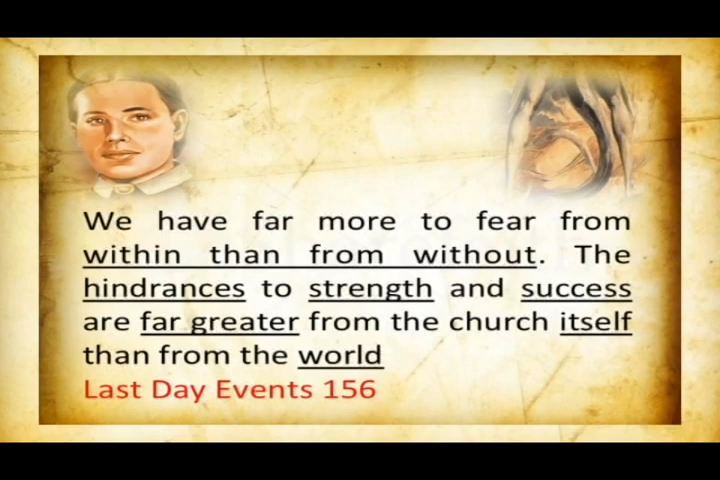 We have far more to fear from
within than from without. The
hindrances to strength and success
are far greater from the church itself
than from the world
Last Day Events 156